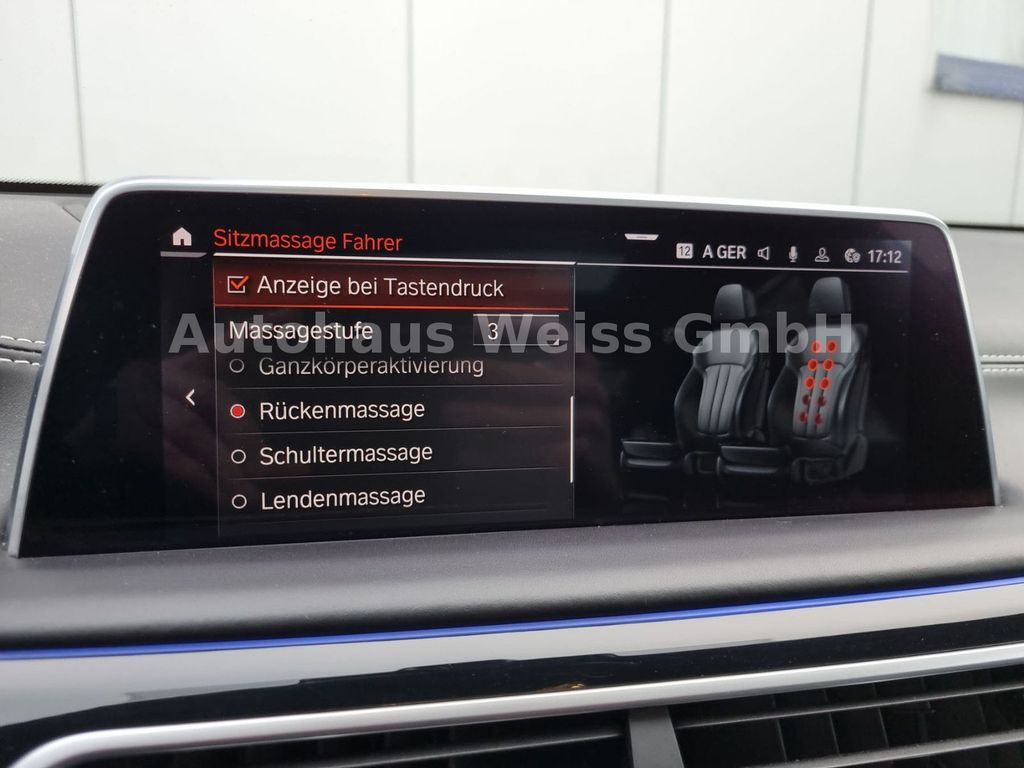 Sitzmassage Fahrer
12 A GER 17:12
Anzeige bei Tastendruck
Massagestufe 3
Autohaus Weiss GmbH
Ganzkörperaktivierung
Rückenmassage
Schultermassage
Lendenmassage